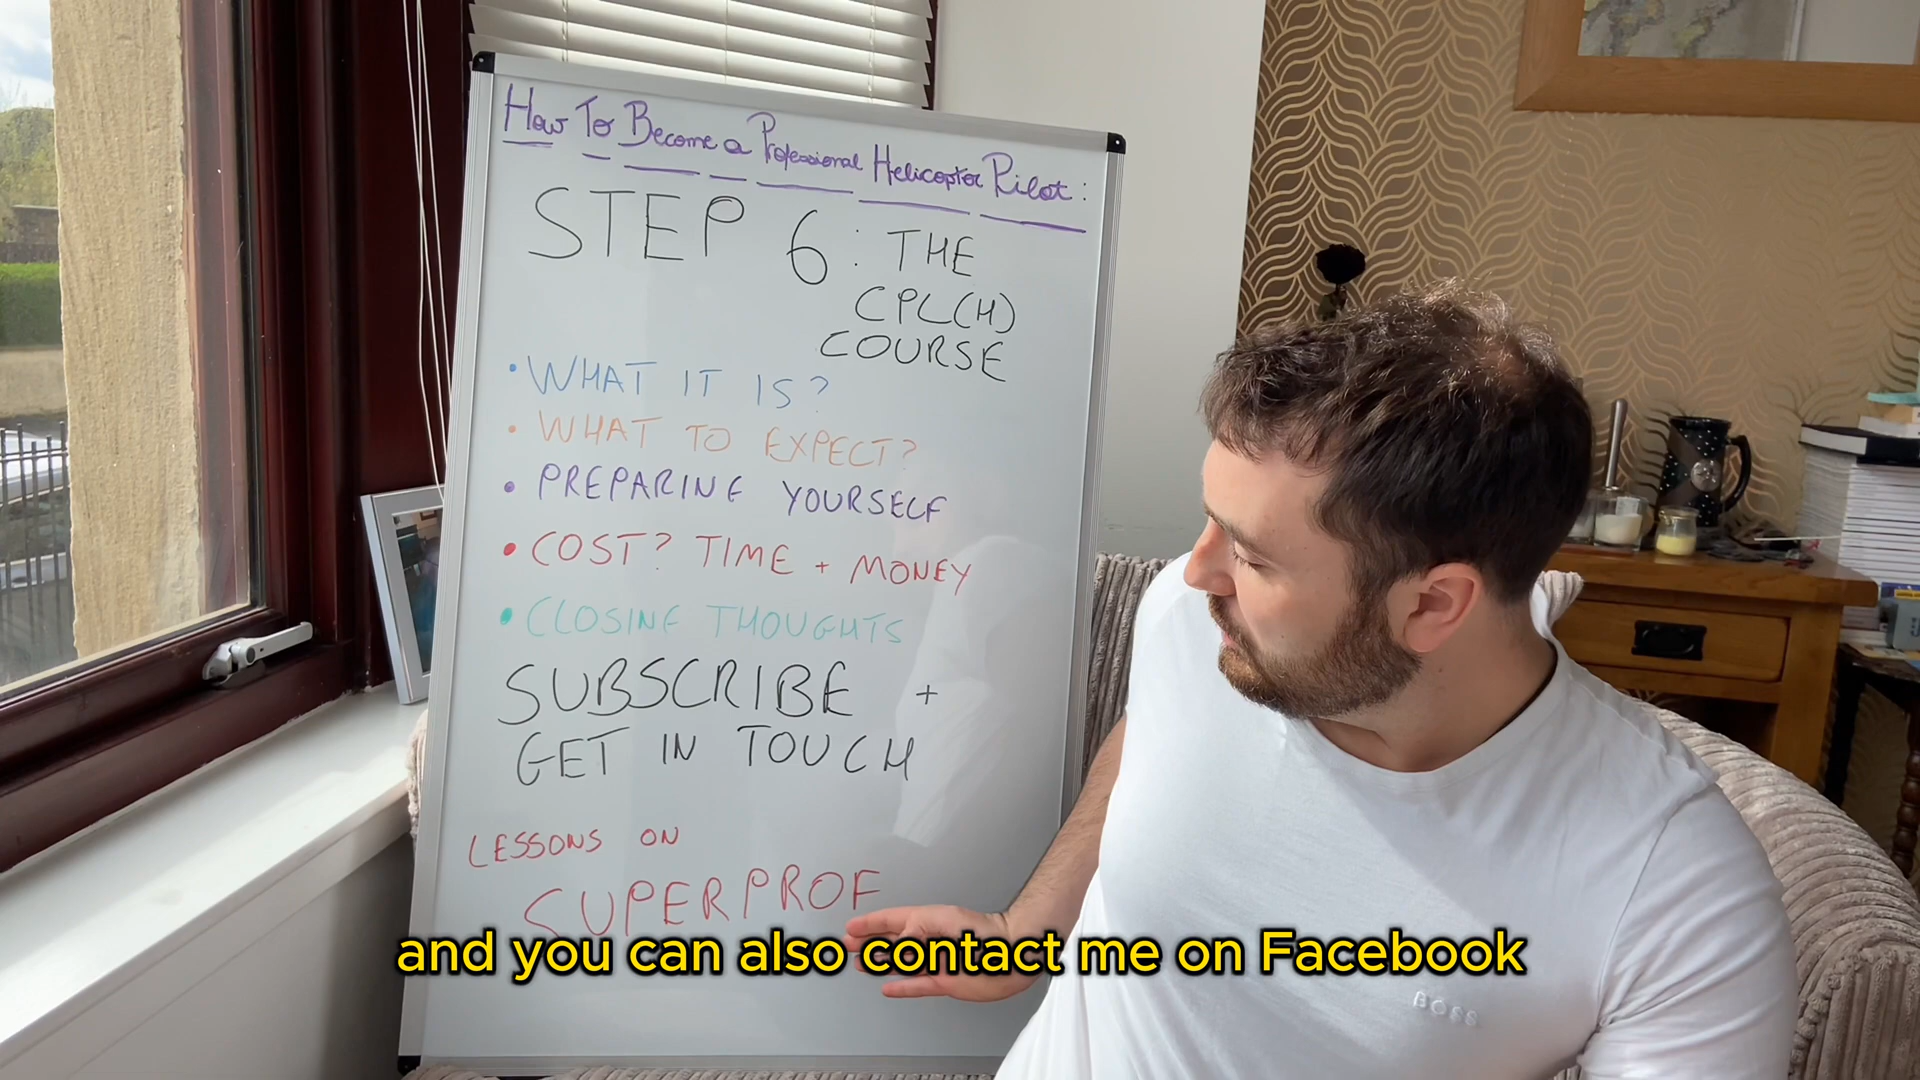 How To Become a Professional Helicopter Pilot:
STEP 6: THE
CPL(H)
COURSE
• WHAT IT IS?
• WHAT TO EXPECT?
• PREPARING YOURSELF
• COST? TIME + MONEY
• CLOSING THOUGHTS
SUBSCRIBE +
GET IN TOUCH
LESSONS ON
SUPERPROF
and you can also contact me on Facebook
BOSS